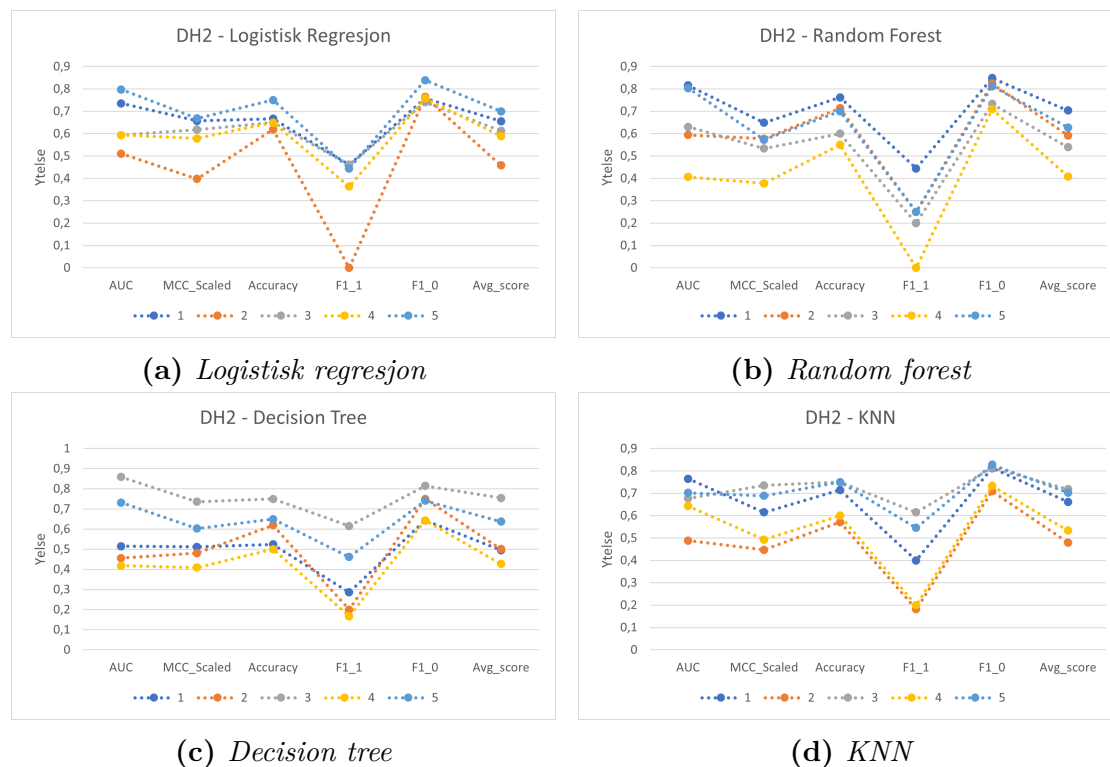 DH2 - Logistisk Regresjon
0,9
0,8
0,7
0,6
0,5
0,4
0,3
0,2
0,1
0
Ytelse
AUC MCC_Scaled Accuracy F1_1 F1_0 Avg_score
1 2 3 4 5
(a) Logistisk regresjon
DH2 - Random Forest
0,9
0,8
0,7
0,6
0,5
0,4
0,3
0,2
0,1
0
Ytelse
AUC MCC_Scaled Accuracy F1_1 F1_0 Avg_score
1 2 3 4 5
(b) Random forest
DH2 - Decision Tree
1
0,9
0,8
0,7
0,6
0,5
0,4
0,3
0,2
0,1
0
Ytelse
AUC MCC_Scaled Accuracy F1_1 F1_0 Avg_score
1 2 3 4 5
(c) Decision tree
DH2 - KNN
0,9
0,8
0,7
0,6
0,5
0,4
0,3
0,2
0,1
0
Ytelse
AUC MCC_Scaled Accuracy F1_1 F1_0 Avg_score
1 2 3 4 5
(d) KNN